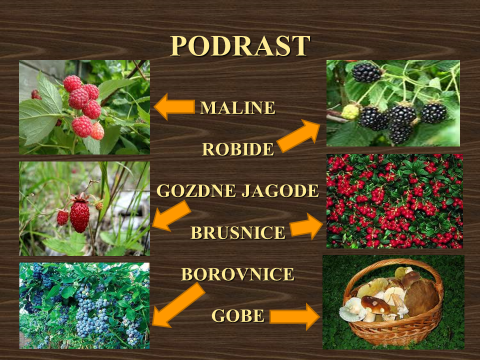 PODRAST
MALINE
ROBIDE
GOZDNE JAGODE
BRUSNICE
BOROVNICE
GOBE